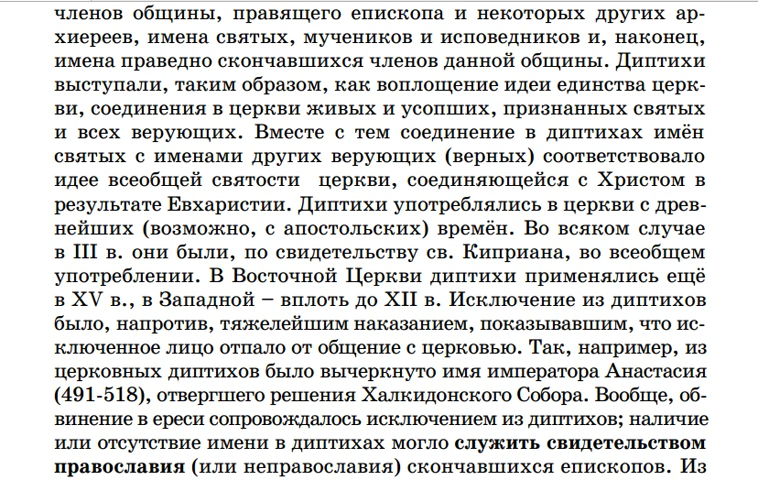 членов общины, правящего епископа и некоторых других ар-
хиереев, имена святых, мучеников и исповедников и, наконец,
имена праведно скончавшихся членов данной общины. Диптихи
выступали, таким образом, как воплощение идеи единства церк-
ви, соединения в церкви живых и усопших, признанных святых
и всех верующих. Вместе с тем соединение в диптихах имён
святых с именами других верующих (верных) соответствовало
идее всеобщей святости церкви, соединяющейся с Христом в
результате Евхаристии. Диптихи употреблялись в церкви с древ-
нейших (возможно, с апостольских) времён. Во всяком случае
в III в. они были, по свидетельству св. Киприана, во всеобщем
употреблении. В Восточной Церкви диптихи применялись ещё
в XV в., в Западной – вплоть до XII в. Исключение из диптихов
было, напротив, тяжелейшим наказанием, показывавшим, что ис-
ключенное лицо отпало от общение с церковью. Так, например, из
церковных диптихов было вычеркнуто имя императора Анастасия
(491-518), отвергшего решения Халкидонского Собора. Вообще, об-
винение в ереси сопровождалось исключением из диптихов; наличие
или отсутствие имени в диптихах могло служить свидетельством
православия (или неправославия) скончавшихся епископов. Из